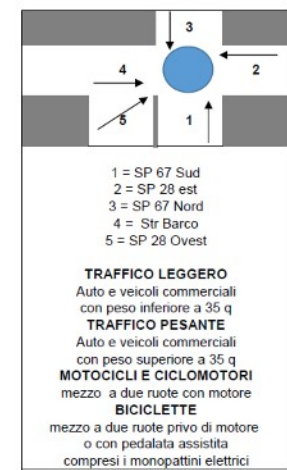 3
4
2
5
1
1 = SP 67 Sud
2 = SP 28 est
3 = SP 67 Nord
4 = Str Barco
5 = SP 28 Ovest
TRAFFICO LEGGERO
Auto e veicoli commerciali
con peso inferiore a 35 q
TRAFFICO PESANTE
Auto e veicoli commerciali
con peso superiore a 35 q
MOTOCICLI E CICLOMOTORI
mezzo a due ruote con motore
BICICLETTE
mezzo a due ruote privo di motore
o con pedalata assistita
compresi i monopattini elettrici